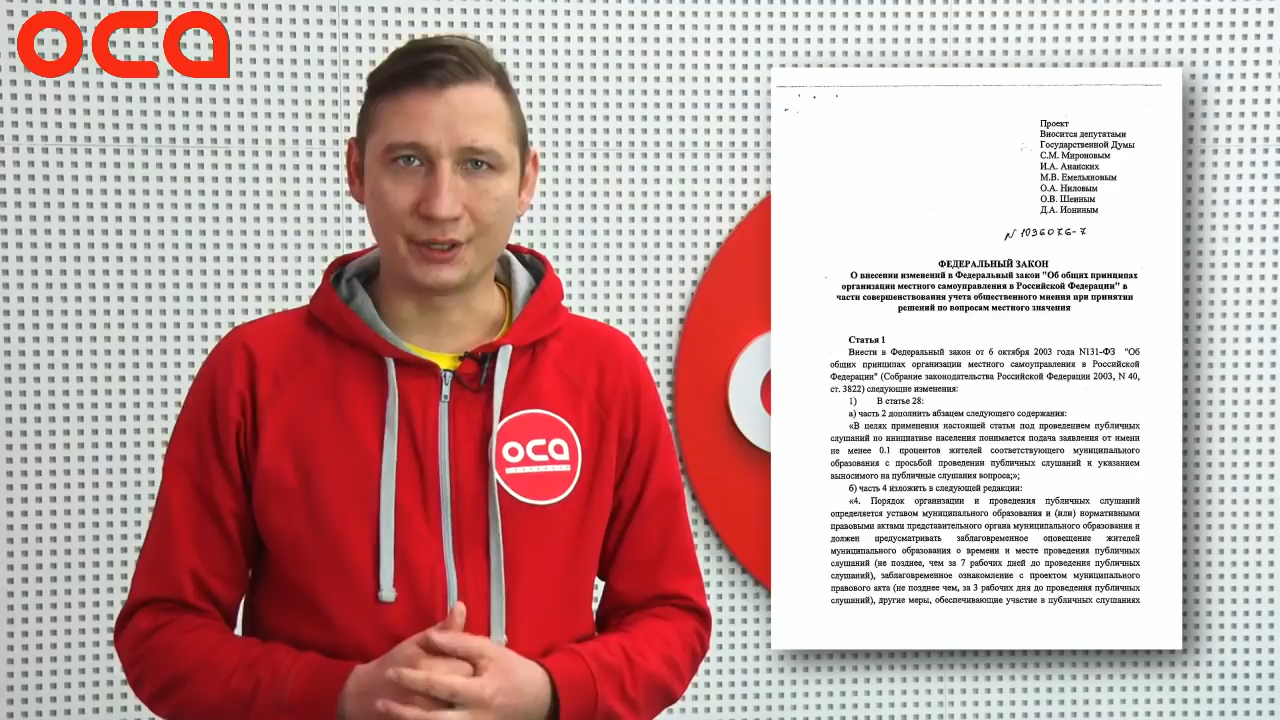 оса
оса
Проект
Вносится депутатами
Государственной Думы
С.М. Мироновым
И.А. Ананских
М.В. Емельяновым
О.А. Ниловым
О.В. Шеиным
Д.А. Иониным
N 1036076-7
ФЕДЕРАЛЬНЫЙ ЗАКОН
О внесении изменений в Федеральный закон "Об общих принципах
организации местного самоуправления в Российской Федерации" в
части совершенствования учета общественного мнения при принятии
решений по вопросам местного значения
Статья 1
Внести в Федеральный закон от 6 октября 2003 года N131-ФЗ "Об
общих принципах организации местного самоуправления в Российской
Федерации" (Собрание законодательства Российской Федерации 2003, N 40,
ст. 3822) следующие изменения:
1) В статье 28:
а) часть 2 дополнить абзацем следующего содержания:
«В целях применения настоящей статьи под проведением публичных
слушаний по инициативе населения понимается подача заявления от имени
не менее 0.1 процентов жителей соответствующего муниципального
образования с просьбой проведении публичных слушаний и указанием
выносимого на публичные слушания вопроса;»;
б) часть 4 изложить в следующей редакции:
«4. Порядок организации и проведения публичных слушаний
определяется уставом муниципального образования и (или) нормативными
правовыми актами представительного органа муниципального образования и
должен предусматривать заблаговременное оповещение жителей
муниципального образования о времени и месте проведения публичных
слушаний (не позднее, чем за 7 рабочих дней до проведения публичных
слушаний), заблаговременное ознакомление с проектом муниципального
правового акта (не позднее чем, за 3 рабочих дня до проведения публичных
слушаний), другие меры, обеспечивающие участие в публичных слушаниях